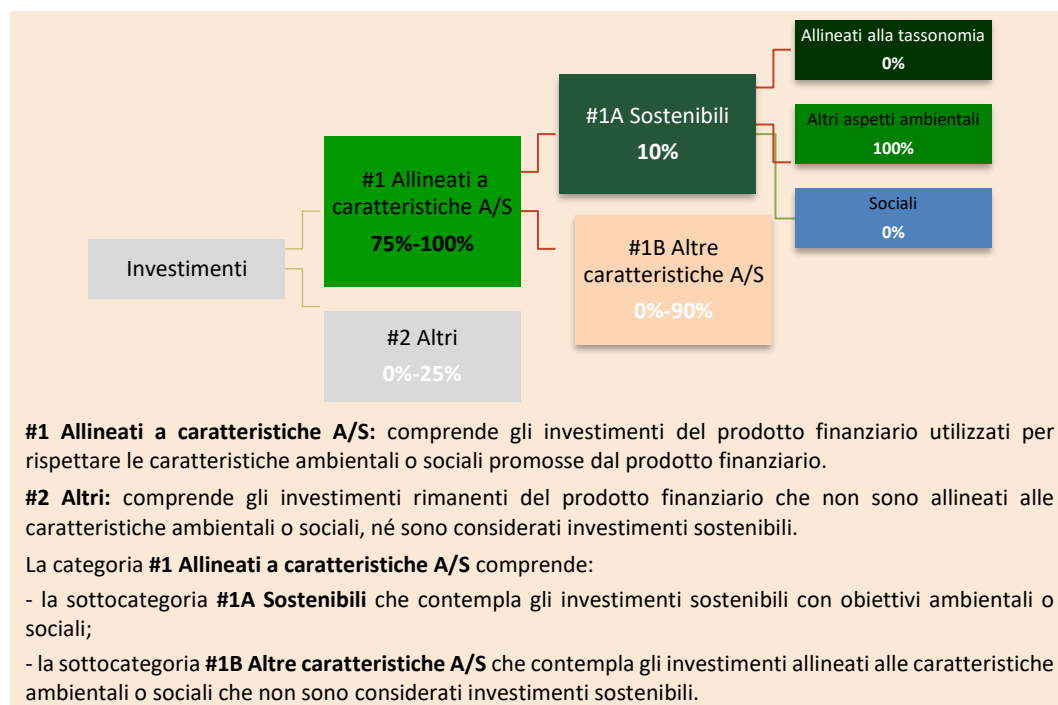 Allineati alla tassonomia
0%
#1A Sostenibili
10%
Altri aspetti ambientali
100%
#1 Allineati a
caratteristiche A/S
75%-100%
Sociali
0%
Investimenti
#1B Altre
caratteristiche A/S
0%-90%
#2 Altri
0%-25%
#1 Allineati a caratteristiche A/S: comprende gli investimenti del prodotto finanziario utilizzati per
rispettare le caratteristiche ambientali o sociali promosse dal prodotto finanziario.
#2 Altri: comprende gli investimenti rimanenti del prodotto finanziario che non sono allineati alle
caratteristiche ambientali o sociali, né sono considerati investimenti sostenibili.
La categoria #1 Allineati a caratteristiche A/S comprende:
- la sottocategoria #1A Sostenibili che contempla gli investimenti sostenibili con obiettivi ambientali o
sociali;
- la sottocategoria #1B Altre caratteristiche A/S che contempla gli investimenti allineati alle caratteristiche
ambientali o sociali che non sono considerati investimenti sostenibili.